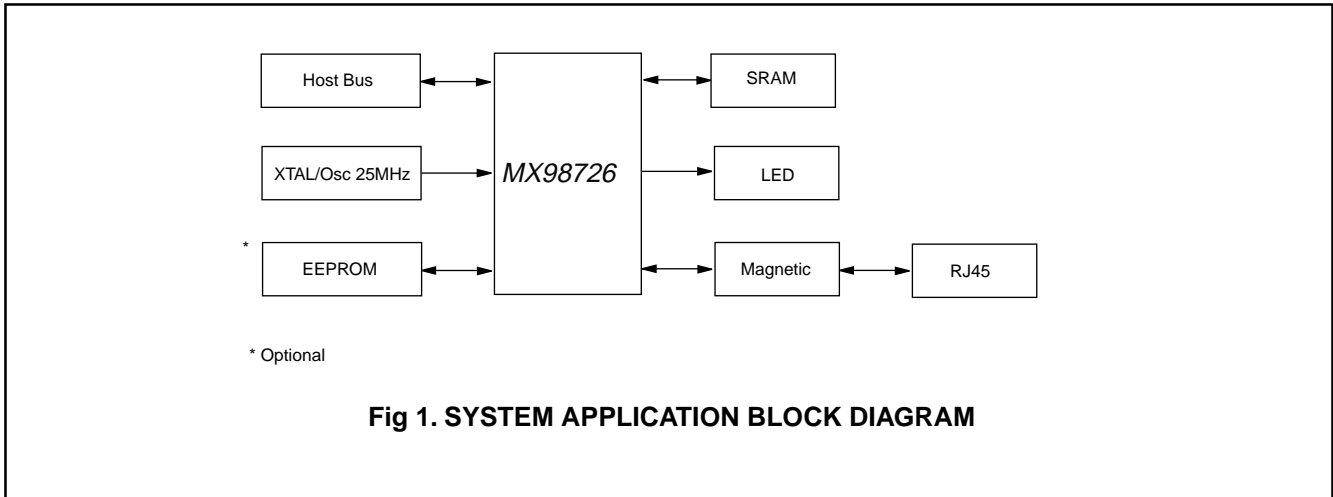 Host Bus
SRAM
XTAL/Osc 25MHz
MX98726
LED
*
EEPROM
Magnetic
RJ45
* Optional
Fig 1. SYSTEM APPLICATION BLOCK DIAGRAM